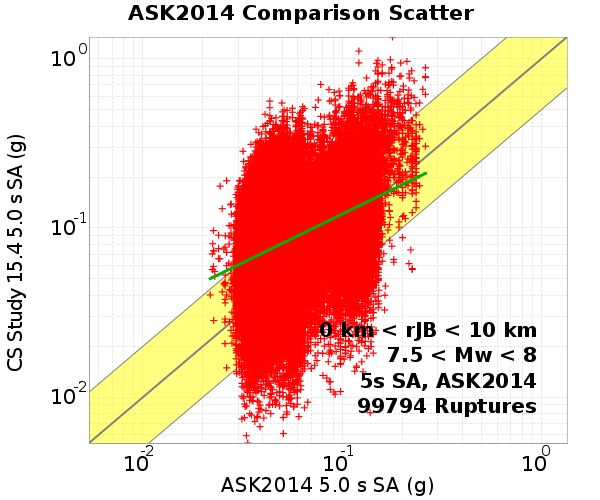 ASK2014 Comparison Scatter
CS Study 15.4 5.0 s SA (g)
10^0
10^-1
10^-2
0 km < rJB < 10 km
7.5 < Mw < 8
5s SA, ASK2014
99794 Ruptures
10^-2 10^-1 10^0
ASK2014 5.0 s SA (g)